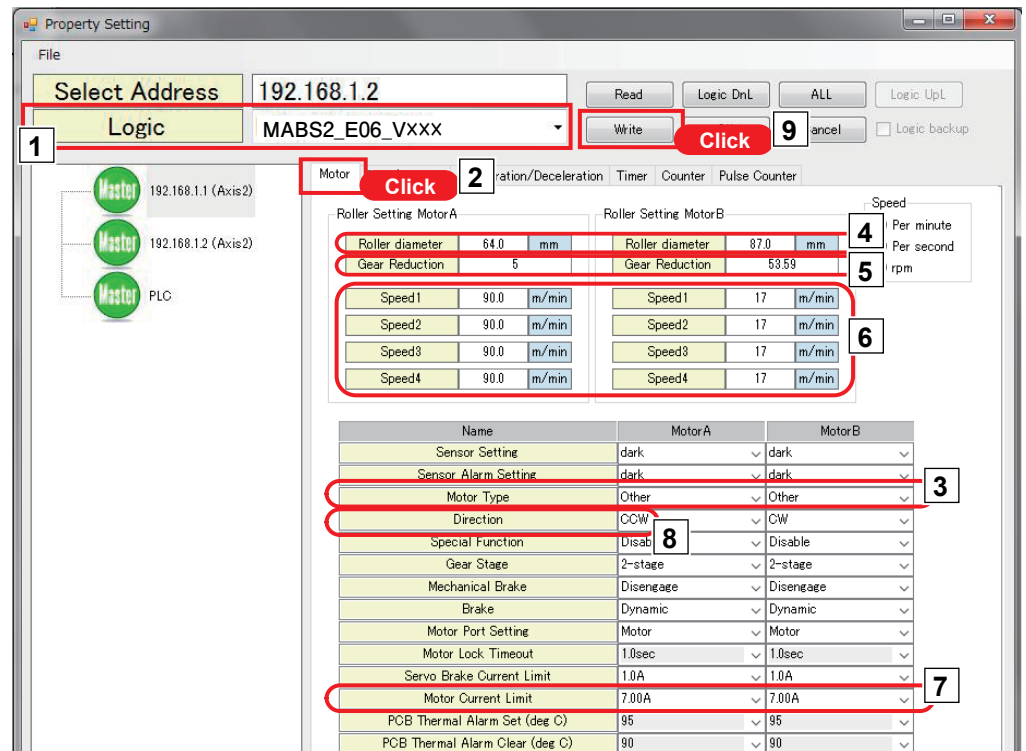 Property Setting
File
Select Address 192.168.1.2 Read Logic DnL ALL Logic UpL
1 Logic MABS2_E06_V××× Write Click 9 ancel Logic backup
Master 192.168.1.1 (Axis2)
Master 192.168.1.2 (Axis2)
Master PLC
Motor Click 2 ration/Deceleration Timer Counter Pulse Counter
Roller Setting MotorA Roller Setting MotorB Speed
Roller diameter 64.0 mm Roller diameter 87.0 mm 4 Per minute
Per second
Gear Reduction 5 Gear Reduction 53.59 5 rpm
Speed1 90.0 m/min Speed1 17 m/min
Speed2 90.0 m/min Speed2 17 m/min 6
Speed3 90.0 m/min Speed3 17 m/min
Speed4 90.0 m/min Speed4 17 m/min
Name MotorA MotorB
Sensor Setting dark dark
Sensor Alarm Setting dark dark
Motor Type Other Other 3
Direction CCW CW
8
Special Function Disab Disable
Gear Stage 2-stage 2-stage
Mechanical Brake Disengage Disengage
Brake Dynamic Dynamic
Motor Port Setting Motor Motor
Motor Lock Timeout 1.0sec 1.0sec
Servo Brake Current Limit 1.0A 1.0A
Motor Current Limit 7.00A 7.00A 7
PCB Thermal Alarm Set (deg C) 95 95
PCB Thermal Alarm Clear (deg C) 90 90